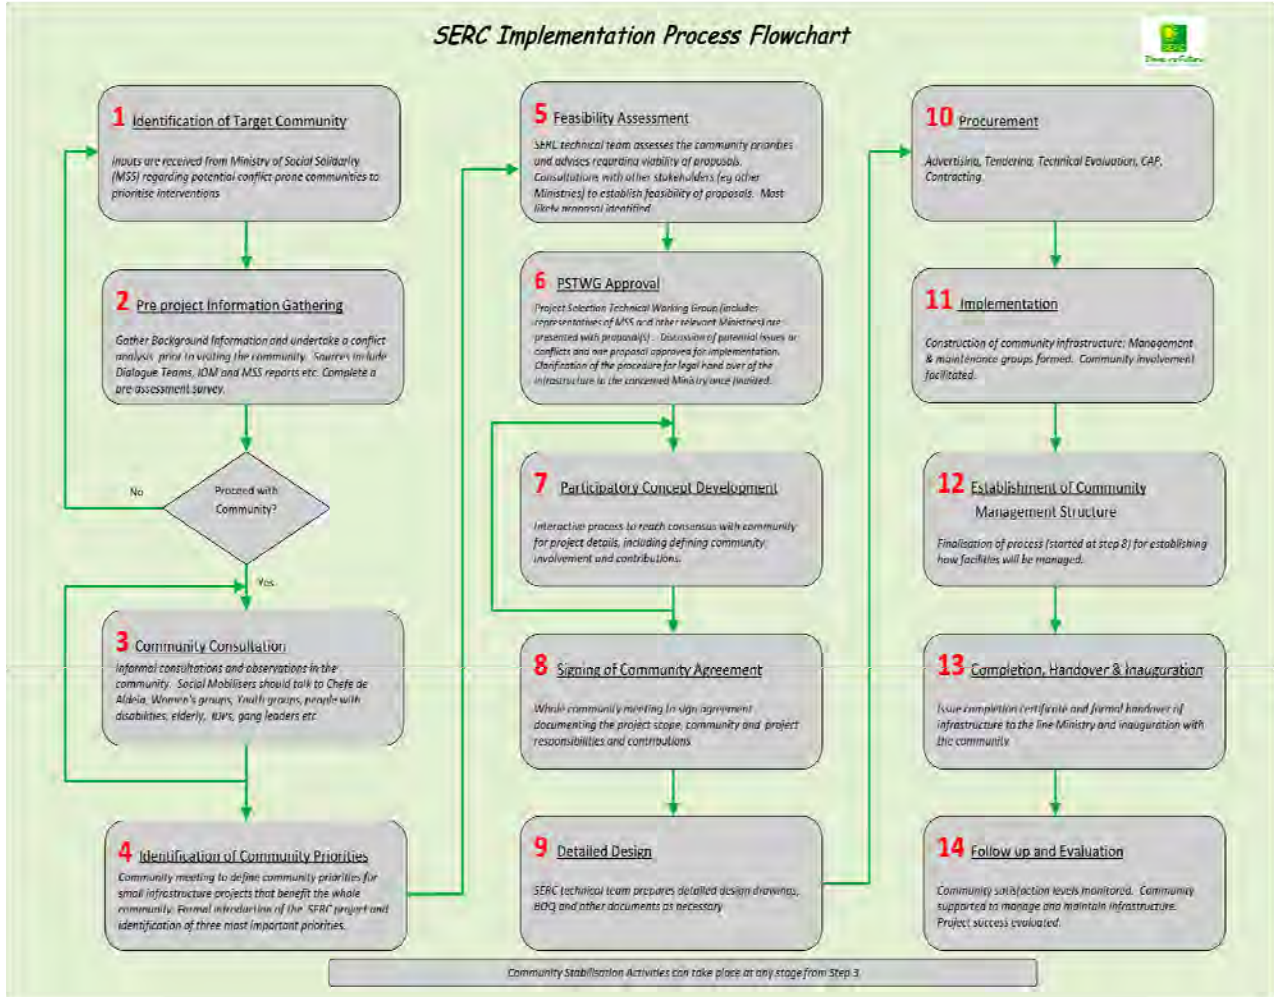 SERC Implementation Process Flowchart
SERC
1 Identification of Target Community
Inputs are received from Ministry of Social Solidarity
(MSS) regarding potential conflict prone communities to
prioritise interventions
2 Pre project Information Gathering
Gather Background Information and undertake a conflict
analysis prior to visiting the community. Sources include
Dialogue Teams, IOM and MSS reports etc. Complete a
pre assessment survey.
Proceed with
Community?
No
Yes
3 Community Consultation
Informal consultations and observations in the
community. Social Mobilisers should talk to Chefe de
Aldeia, Women's groups, Youth groups, people with
disabilities, elderly, IDPs, gang leaders etc
4 Identification of Community Priorities
Community meeting to define community priorities for
small infrastructure projects that benefit the whole
community. Formal introduction of the SERC project and
identification of three most important priorities.
5 Feasibility Assessment
SERC technical team assesses the community priorities
and advises regarding viability of proposals.
Consultations with other stakeholders (eg other
Ministries) to establish feasibility of proposals. Most
likely proposal identified
6 PSTWG Approval
Project Selection Technical Working Group (includes
representatives of MSS and other relevant Ministries) are
presented with proposal(s). Discussion of potential issues or
conflicts and one proposal approved for implementation.
Clarification of the procedure for legal hand over of the
infrastructure to the concerned Ministry once finalized.
7 Participatory Concept Development
Interactive process to reach consensus with community
for project details, including defining community
involvement and contributions.
8 Signing of Community Agreement
Whole community meeting to sign agreement
documenting the project scope, community and project
responsibilities and contributions
9 Detailed Design
SERC technical team prepares detailed design drawings,
BOQ and other documents as necessary
10 Procurement
Advertising, Tendering, Technical Evaluation, CAP,
Contracting.
11 Implementation
Construction of community infrastructure; Management
& maintenance groups formed. Community involvement
facilitated.
12 Establishment of Community
Management Structure
Finalisation of process (started at step 8) for establishing
how facilities will be managed.
13 Completion, Handover & Inauguration
Issue completion certificate and formal handover of
infrastructure to the line Ministry and inauguration with
the community.
14 Follow up and Evaluation
Community satisfaction levels monitored. Community
supported to manage and maintain infrastructure.
Project success evaluated.
Community Stabilisation Activities can take place at any stage from Step 3